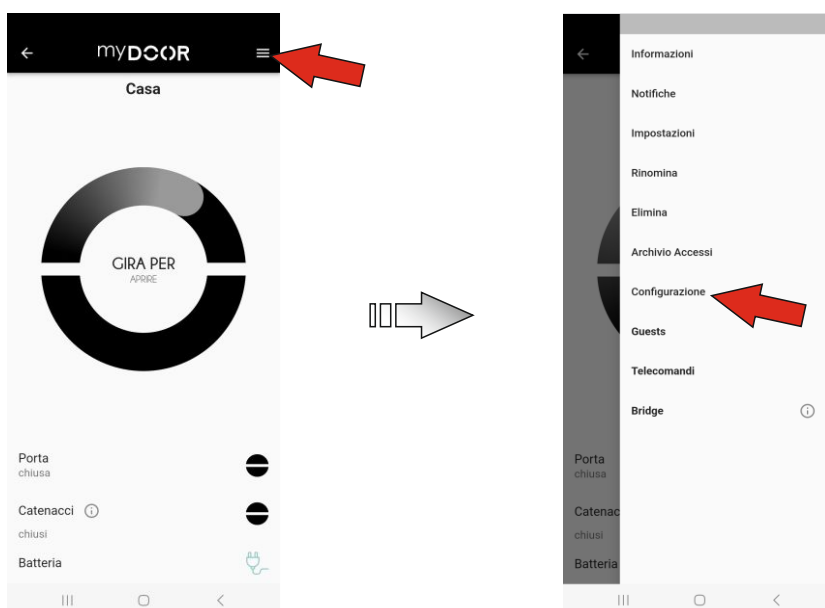 myDOOR
Casa
GIRA PER
APRIRE
Porta
chiusa
Catenacci
chiusi
Batteria
Informazioni
Notifiche
Impostazioni
Rinomina
Elimina
Archivio Accessi
Configurazione
Guests
Telecomandi
Bridge
Porta
chiusa
Catenac
chiusi
Batteria